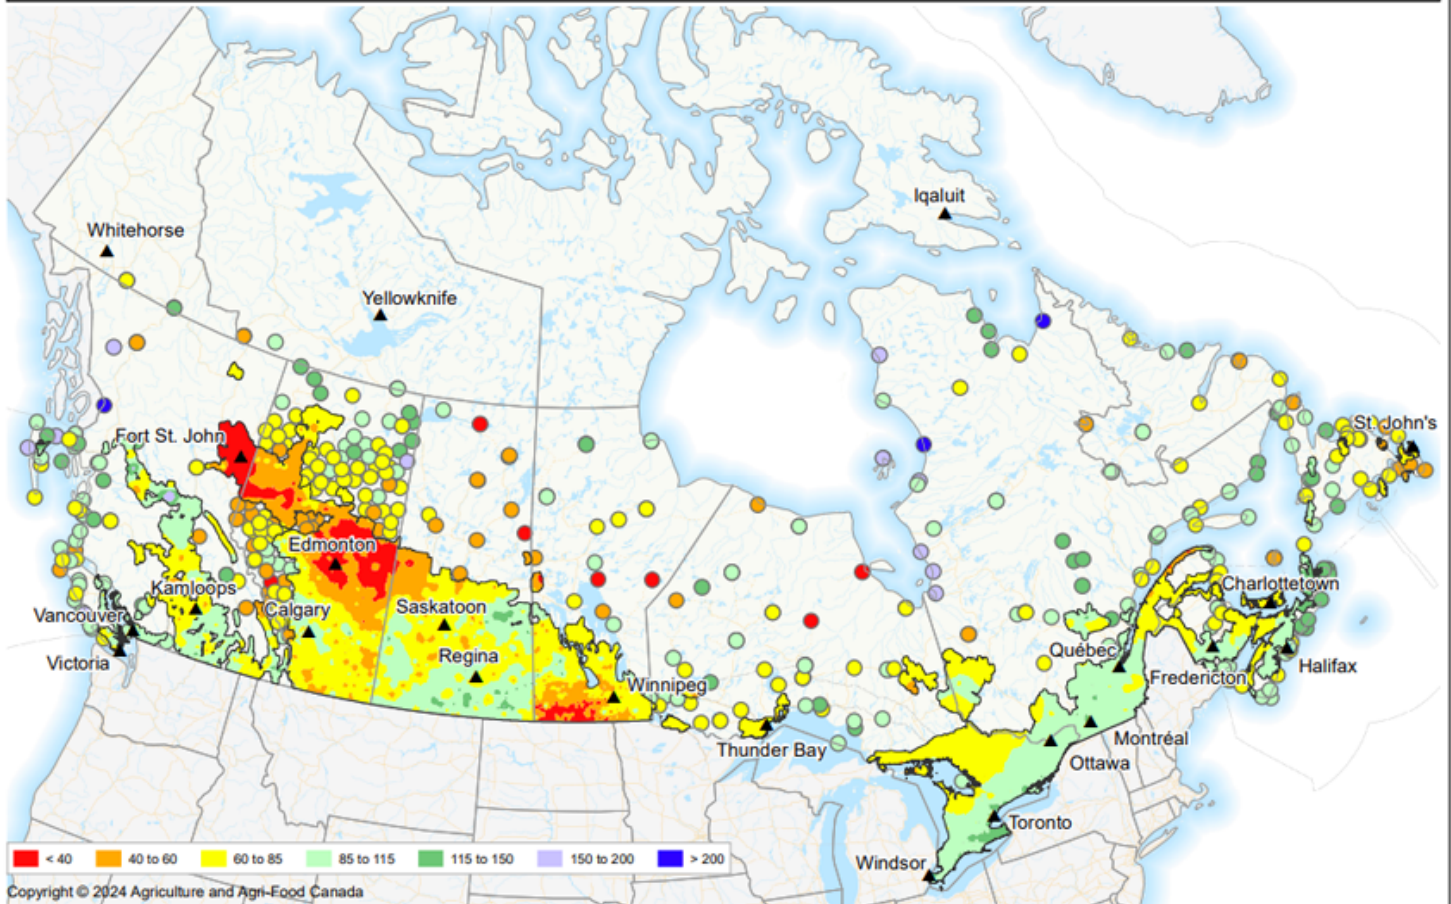 Iqaluit
Whitehorse
Yellowknife
St. John's
Fort St. John
Edmonton
Charlottetown
Kamloops
Calgary
Saskatoon
Vancouver
Québec
Regina
Victoria
Fredericton
Halifax
Winnipeg
Montréal
Thunder Bay
Ottawa
Toronto
Windsor
< 40 40 to 60 60 to 85 85 to 115 115 to 150 150 to 200 > 200
Copyright © 2024 Agriculture and Agri-Food Canada